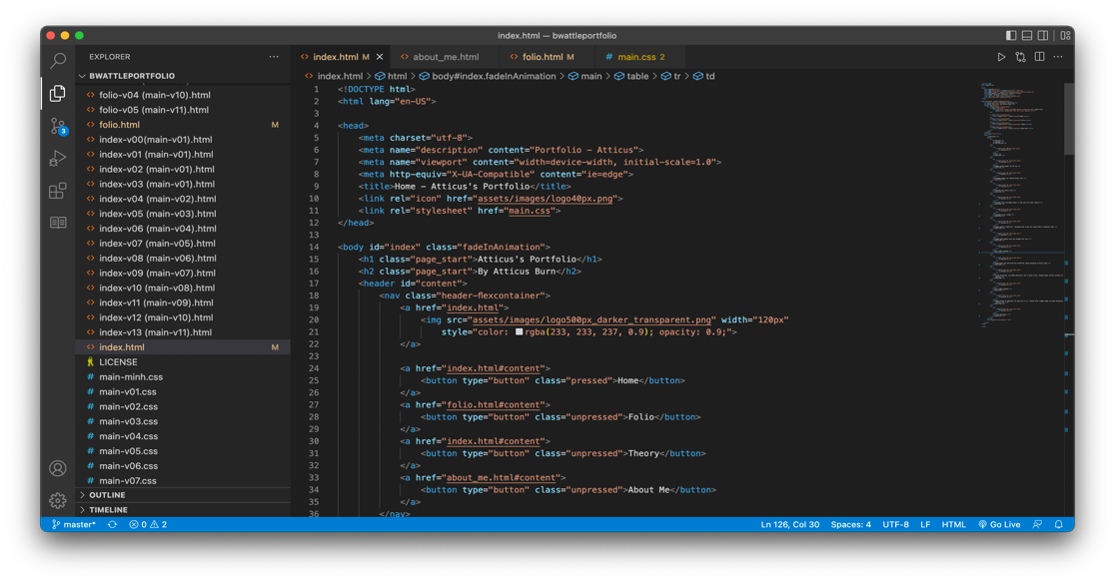 index.html — bwattleportfolio
EXPLORER
BWATTLEPORTFOLIO
folio-v04 (main-v10).html
folio-v05 (main-v11).html
folio.html M
index-v00(main-v01).html
index-v01 (main-v01).html
index-v02 (main-v01).html
index-v03 (main-v01).html
index-v04 (main-v02).html
index-v05 (main-v03).html
index-v06 (main-v04).html
index-v07 (main-v05).html
index-v08 (main-v06).html
index-v09 (main-v07).html
index-v10 (main-v08).html
index-v11 (main-v09).html
index-v12 (main-v10).html
index-v13 (main-v11).html
index.html M
LICENSE
main-minh.css
main-v01.css
main-v02.css
main-v03.css
main-v04.css
main-v05.css
main-v06.css
main-v07.css
OUTLINE
TIMELINE
3
index.html M about_me.html folio.html M main.css 2
index.html > html > body#index.fadeInAnimation > main > table > tr > td
1 <!DOCTYPE html>
2 <html lang="en-US">
3
4 <head>
5 <meta charset="utf-8">
6 <meta name="description" content="Portfolio - Atticus">
7 <meta name="viewport" content="width=device-width, initial-scale=1.0">
8 <meta http-equiv="X-UA-Compatible" content="ie=edge">
9 <title>Home - Atticus's Portfolio</title>
10 <link rel="icon" href="assets/images/logo40px.png">
11 <link rel="stylesheet" href="main.css">
12 </head>
13
14 <body id="index" class="fadeInAnimation">
15 <h1 class="page_start">Atticus's Portfolio</h1>
16 <h2 class="page_start">By Atticus Burn</h2>
17 <header id="content">
18 <nav class="header-flexcontainer">
19 <a href="index.html">
20 <img src="assets/images/logo500px_darker_transparent.png" width="120px"
21 style="color: rgba(233, 233, 237, 0.9); opacity: 0.9;">
22 </a>
23
24 <a href="index.html#content">
25 <button type="button" class="pressed">Home</button>
26 </a>
27 <a href="folio.html#content">
28 <button type="button" class="unpressed">Folio</button>
29 </a>
30 <a href="index.html#content">
31 <button type="button" class="unpressed">Theory</button>
32 </a>
33 <a href="about_me.html#content">
34 <button type="button" class="unpressed">About Me</button>
35 </a>
36 </nav>
master* 0 2 Ln 126, Col 30 Spaces: 4 UTF-8 LF HTML Go Live